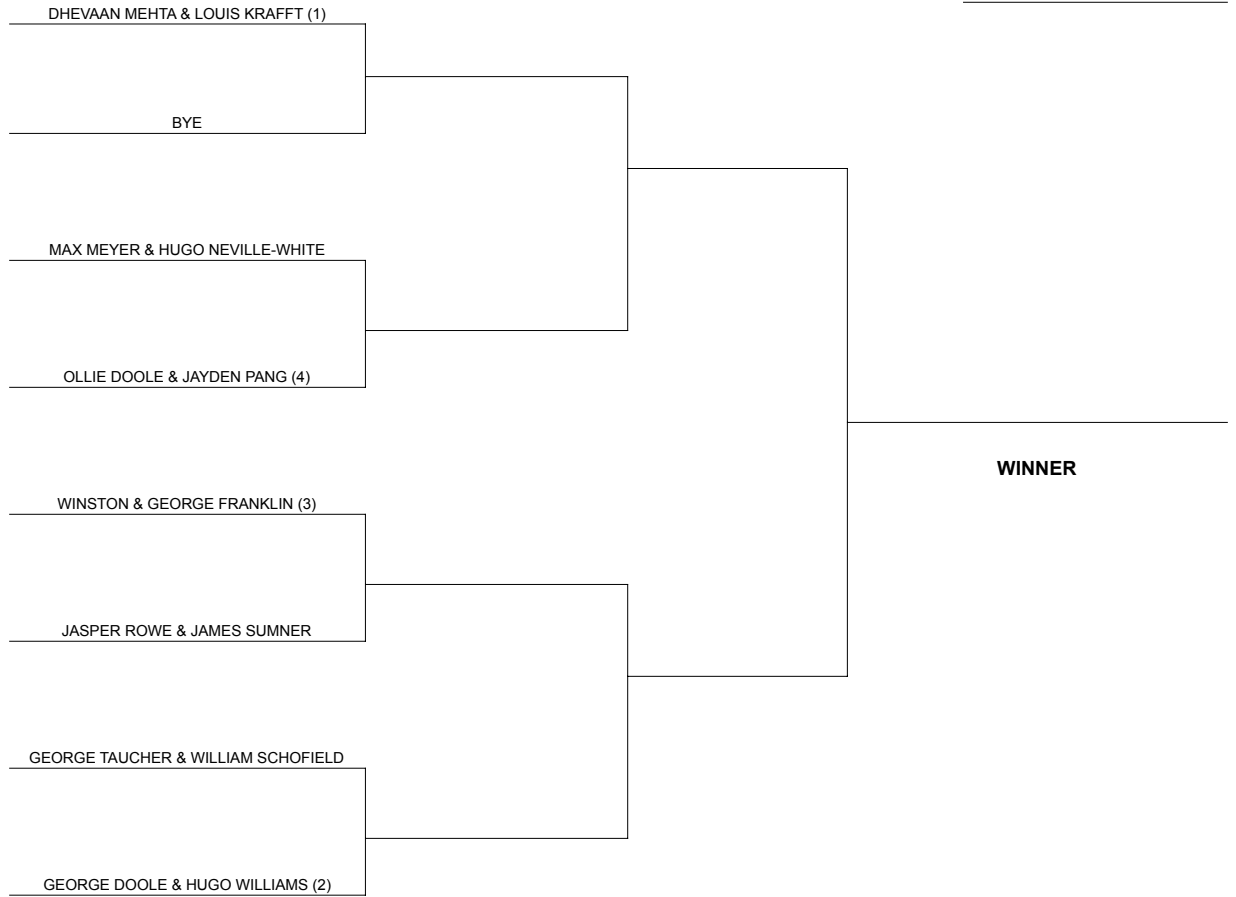 DHEVAAN MEHTA & LOUIS KRAFFT (1)
BYE
MAX MEYER & HUGO NEVILLE-WHITE
OLLIE DOOLE & JAYDEN PANG (4)
WINNER
WINSTON & GEORGE FRANKLIN (3)
JASPER ROWE & JAMES SUMNER
GEORGE TAUCHER & WILLIAM SCHOFIELD
GEORGE DOOLE & HUGO WILLIAMS (2)